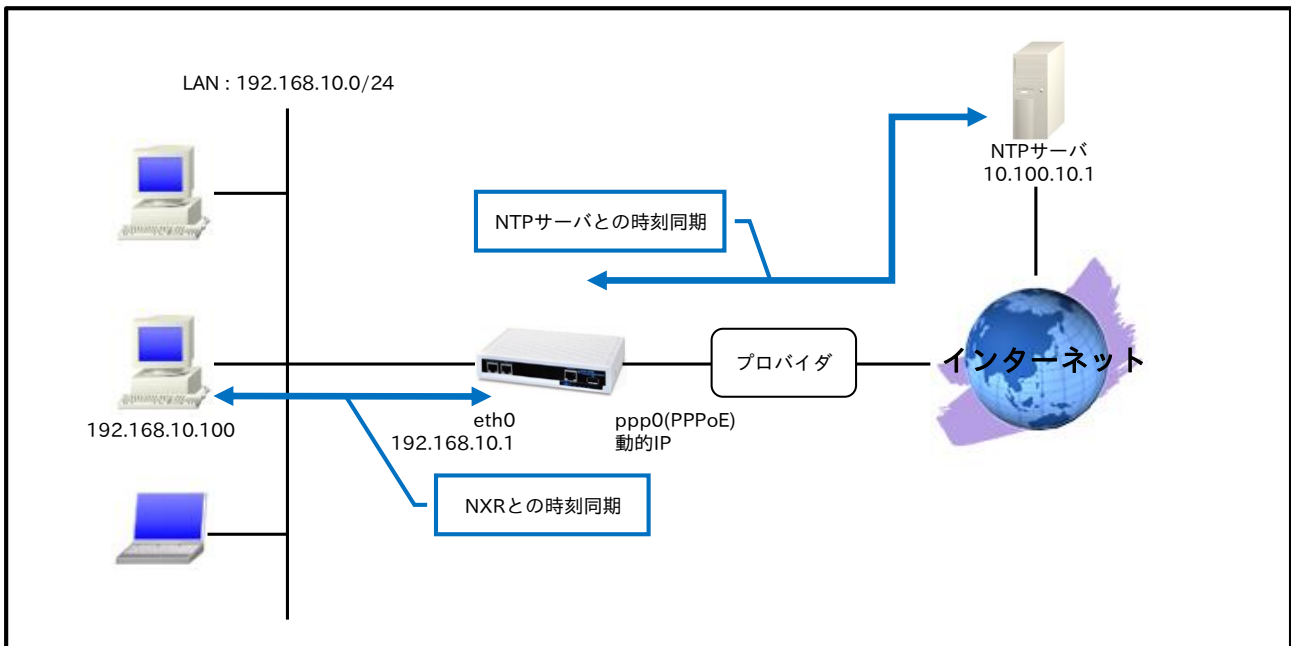 LAN : 192.168.10.0/24
NTPサーバ
10.100.10.1
NTPサーバとの時刻同期
プロバイダ
インターネット
192.168.10.100
eth0
192.168.10.1
ppp0(PPPoE)
動的IP
NXRとの時刻同期